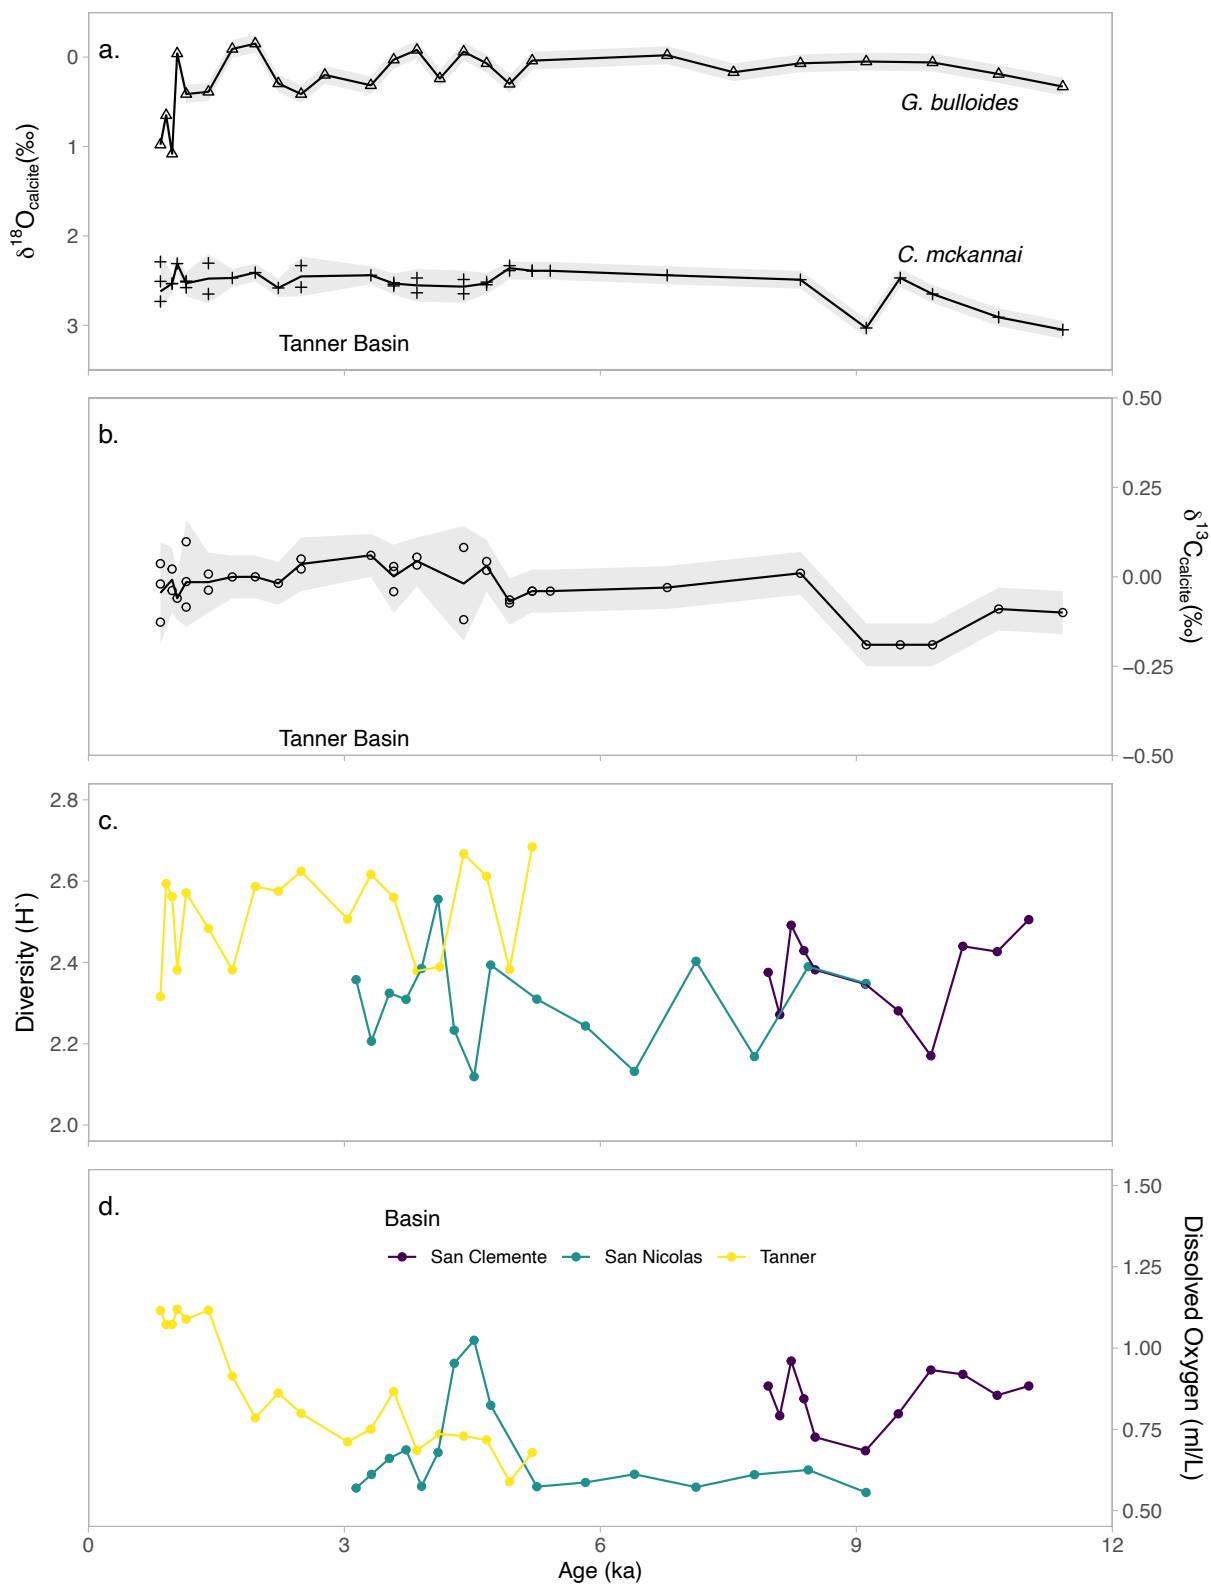 a.
0
1
2
3
δ18Ocalcite(‰)
G. bulloides
C. mckannai
Tanner Basin
b.
0.50
0.25
0.00
−0.25
−0.50
δ13Ccalcite(‰)
Tanner Basin
c.
2.8
2.6
2.4
2.2
2.0
Diversity (H`)
d.
Basin
San Clemente San Nicolas Tanner
1.50
1.25
1.00
0.75
0.50
Dissolved Oxygen (ml/L)
0 3 6 9 12
Age (ka)